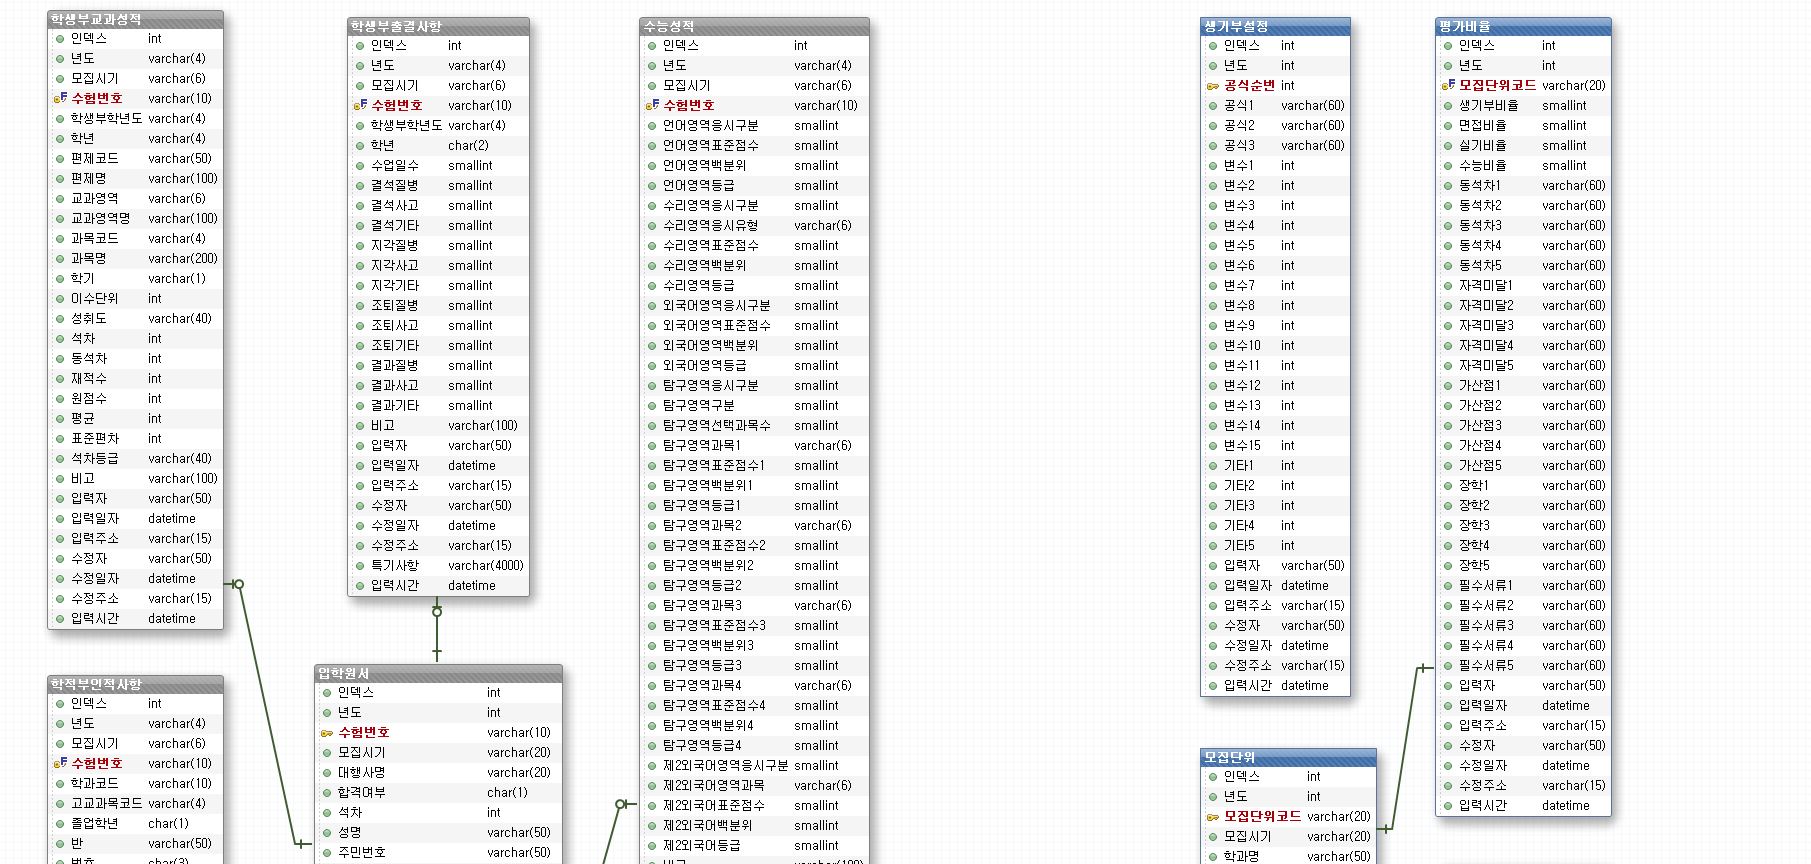 학생부교과성적
인덱스 int
년도 varchar(4)
모집시기 varchar(6)
수험번호 varchar(10)
학생부학년도 varchar(4)
학년 varchar(4)
편제코드 varchar(50)
편제명 varchar(100)
교과영역 varchar(6)
교과영역명 varchar(100)
과목코드 varchar(4)
과목명 varchar(200)
학기 varchar(1)
이수단위 int
성취도 varchar(40)
석차 int
동석차 int
재적수 int
원점수 int
평균 int
표준편차 int
석차등급 varchar(40)
비고 varchar(100)
입력자 varchar(50)
입력일자 datetime
입력주소 varchar(15)
수정자 varchar(50)
수정일자 datetime
수정주소 varchar(15)
입력시간 datetime
학적부인적사항
인덱스 int
년도 varchar(4)
모집시기 varchar(6)
수험번호 varchar(10)
학과코드 varchar(10)
고교과목코드 varchar(4)
졸업학년 char(1)
반 varchar(50)
번호 char(3)
학생부출결사항
인덱스 int
년도 varchar(4)
모집시기 varchar(6)
수험번호 varchar(10)
학생부학년도 varchar(4)
학년 char(2)
수업일수 smallint
결석질병 smallint
결석사고 smallint
결석기타 smallint
지각질병 smallint
지각사고 smallint
지각기타 smallint
조퇴질병 smallint
조퇴사고 smallint
조퇴기타 smallint
결과질병 smallint
결과사고 smallint
결과기타 smallint
비고 varchar(100)
입력자 varchar(50)
입력일자 datetime
입력주소 varchar(15)
수정자 varchar(50)
수정일자 datetime
수정주소 varchar(15)
특기사항 varchar(4000)
입력시간 datetime
입학원서
인덱스 int
년도 int
수험번호 varchar(10)
모집시기 varchar(20)
대행사명 varchar(20)
합격여부 char(1)
석차 int
성명 varchar(50)
주민번호 varchar(50)
수능성적
인덱스 int
년도 varchar(4)
모집시기 varchar(6)
수험번호 varchar(10)
언어영역응시구분 smallint
언어영역표준점수 smallint
언어영역백분위 smallint
언어영역등급 smallint
수리영역응시구분 smallint
수리영역응시유형 varchar(6)
수리영역표준점수 smallint
수리영역백분위 smallint
수리영역등급 smallint
외국어영역응시구분 smallint
외국어영역표준점수 smallint
외국어영역백분위 smallint
외국어영역등급 smallint
탐구영역응시구분 smallint
탐구영역구분 smallint
탐구영역선택과목수 smallint
탐구영역과목1 varchar(6)
탐구영역표준점수1 smallint
탐구영역백분위1 smallint
탐구영역등급1 smallint
탐구영역과목2 varchar(6)
탐구영역표준점수2 smallint
탐구영역백분위2 smallint
탐구영역등급2 smallint
탐구영역과목3 varchar(6)
탐구영역표준점수3 smallint
탐구영역백분위3 smallint
탐구영역등급3 smallint
탐구영역과목4 varchar(6)
탐구영역표준점수4 smallint
탐구영역백분위4 smallint
탐구영역등급4 smallint
제2외국어영역응시구분 smallint
제2외국어영역과목 varchar(6)
제2외국어표준점수 smallint
제2외국어백분위 smallint
제2외국어등급 smallint
생기부설정
인덱스 int
년도 int
공식순번 int
공식1 varchar(60)
공식2 varchar(60)
공식3 varchar(60)
변수1 int
변수2 int
변수3 int
변수4 int
변수5 int
변수6 int
변수7 int
변수8 int
변수9 int
변수10 int
변수11 int
변수12 int
변수13 int
변수14 int
변수15 int
기타1 int
기타2 int
기타3 int
기타4 int
기타5 int
입력자 varchar(50)
입력일자 datetime
입력주소 varchar(15)
수정자 varchar(50)
수정일자 datetime
수정주소 varchar(15)
입력시간 datetime
모집단위
인덱스 int
년도 int
모집단위코드 varchar(20)
모집시기 varchar(20)
학과명 varchar(50)
평가비율
인덱스 int
년도 int
모집단위코드 varchar(20)
생기부비율 smallint
면접비율 smallint
실기비율 smallint
수능비율 smallint
동석차1 varchar(60)
동석차2 varchar(60)
동석차3 varchar(60)
동석차4 varchar(60)
동석차5 varchar(60)
자격미달1 varchar(60)
자격미달2 varchar(60)
자격미달3 varchar(60)
자격미달4 varchar(60)
자격미달5 varchar(60)
가산점1 varchar(60)
가산점2 varchar(60)
가산점3 varchar(60)
가산점4 varchar(60)
가산점5 varchar(60)
장학1 varchar(60)
장학2 varchar(60)
장학3 varchar(60)
장학4 varchar(60)
장학5 varchar(60)
필수서류1 varchar(60)
필수서류2 varchar(60)
필수서류3 varchar(60)
필수서류4 varchar(60)
필수서류5 varchar(60)
입력자 varchar(50)
입력일자 datetime
입력주소 varchar(15)
수정자 varchar(50)
수정일자 datetime
수정주소 varchar(15)
입력시간 datetime